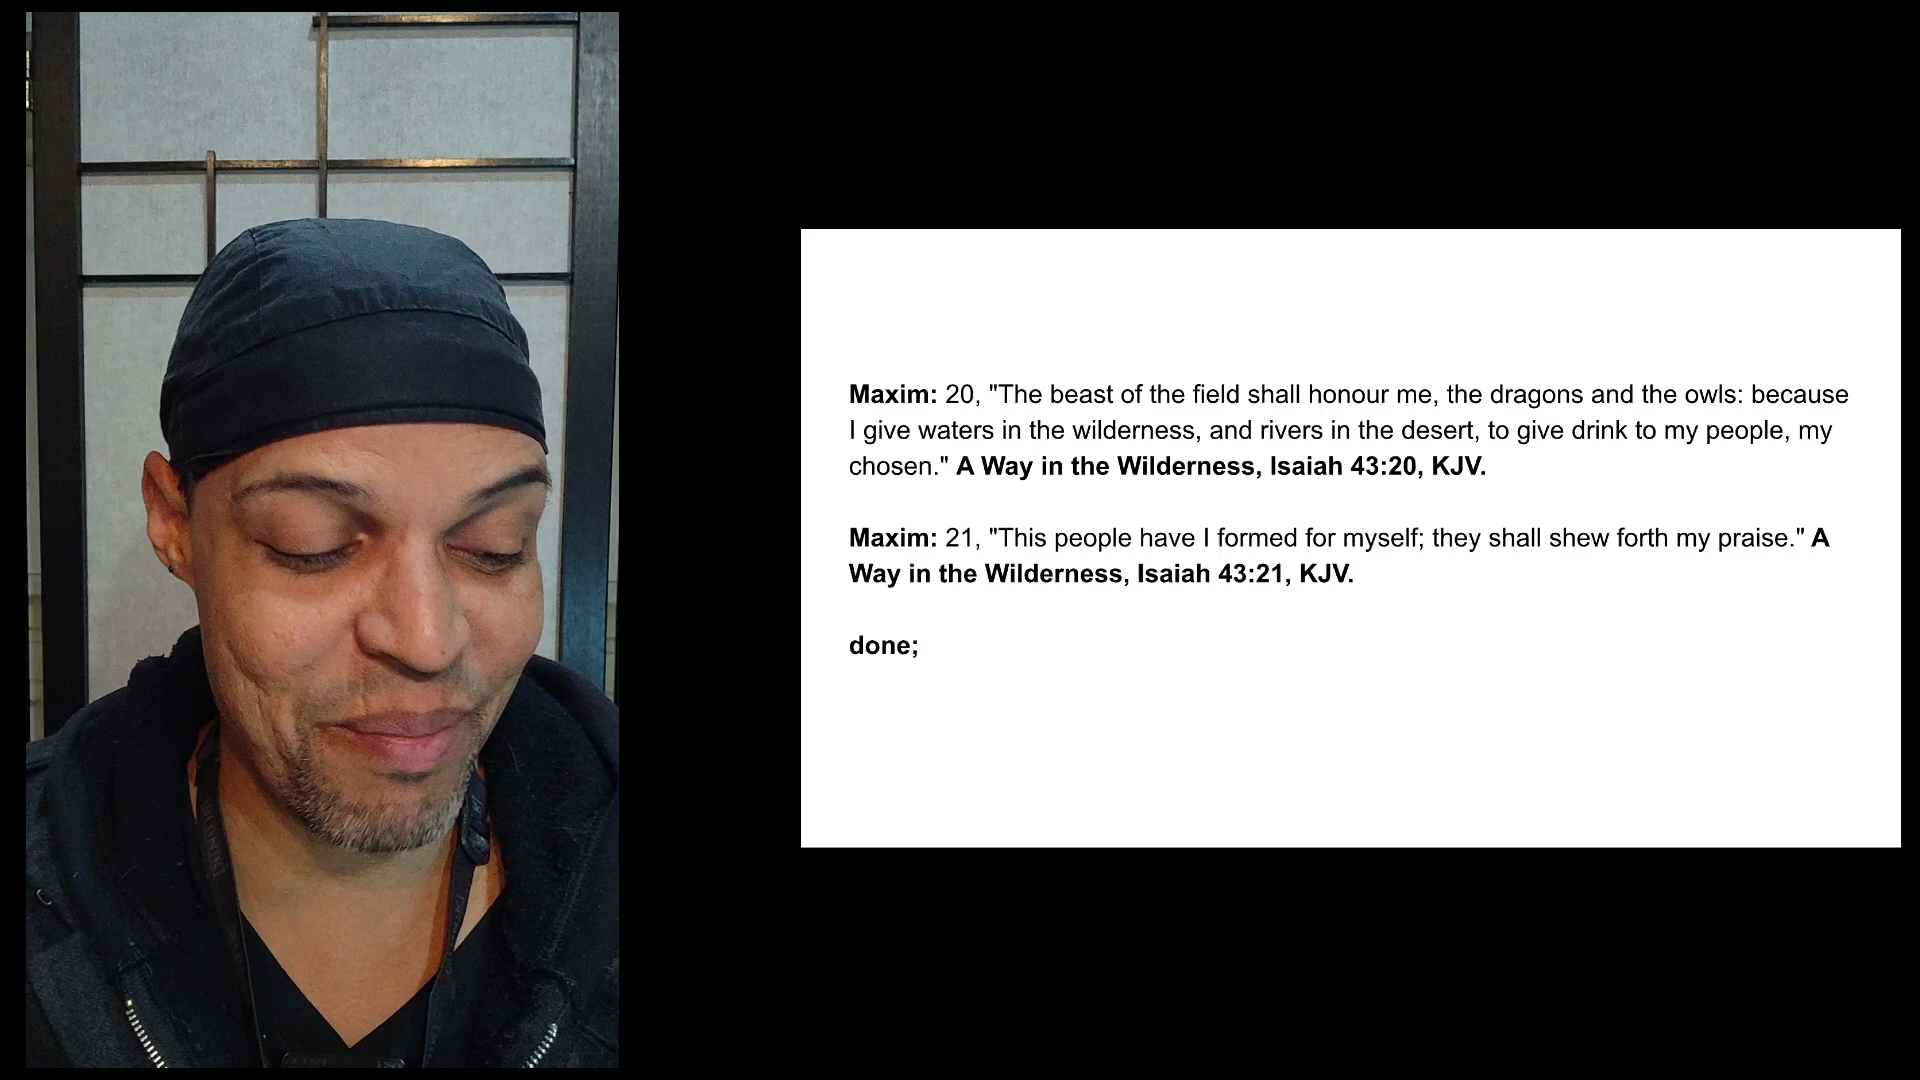 Maxim: 20, "The beast of the field shall honour me, the dragons and the owls: because
I give waters in the wilderness, and rivers in the desert, to give drink to my people, my
chosen." A Way in the Wilderness, Isaiah 43:20, KJV.
Maxim: 21, "This people have I formed for myself; they shall shew forth my praise." A
Way in the Wilderness, Isaiah 43:21, KJV.
done;